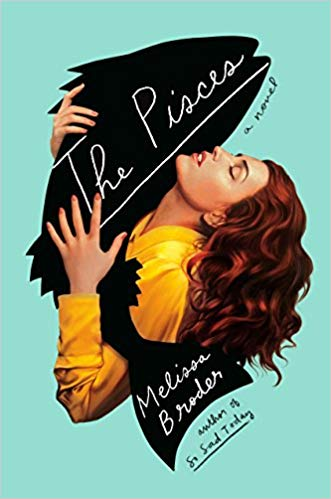 The Pisces
a novel
Melissa
Broder
author of
So Sad Today